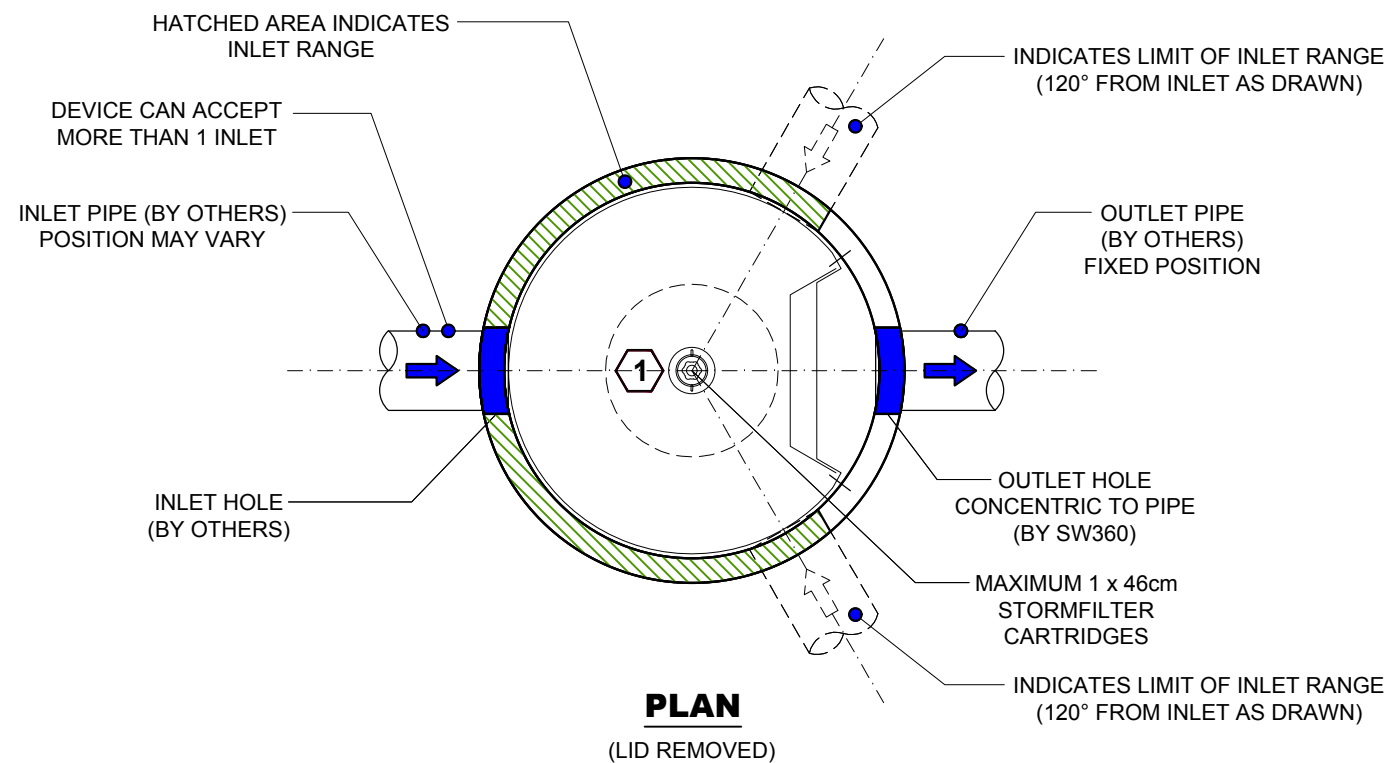 HATCHED AREA INDICATES
INLET RANGE
DEVICE CAN ACCEPT
MORE THAN 1 INLET
INLET PIPE (BY OTHERS)
POSITION MAY VARY
INLET HOLE
(BY OTHERS)
1
INDICATES LIMIT OF INLET RANGE
(120° FROM INLET AS DRAWN)
OUTLET PIPE
(BY OTHERS)
FIXED POSITION
OUTLET HOLE
CONCENTRIC TO PIPE
(BY SW360)
MAXIMUM 1 x 46cm
STORMFILTER
CARTRIDGES
INDICATES LIMIT OF INLET RANGE
(120° FROM INLET AS DRAWN)
PLAN
(LID REMOVED)